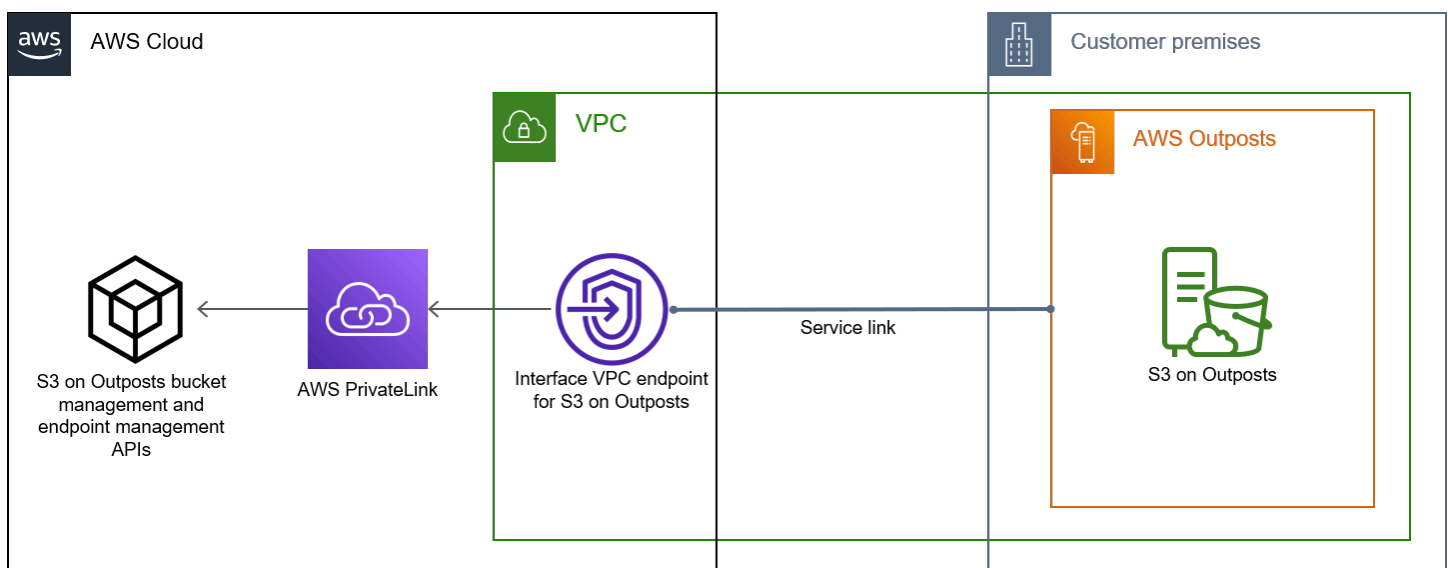 aws
AWS Cloud
Customer premises
VPC
AWS Outposts
Service link
S3 on Outposts bucket
management and
endpoint management
APIs
AWS PrivateLink
Interface VPC endpoint
for S3 on Outposts
S3 on Outposts